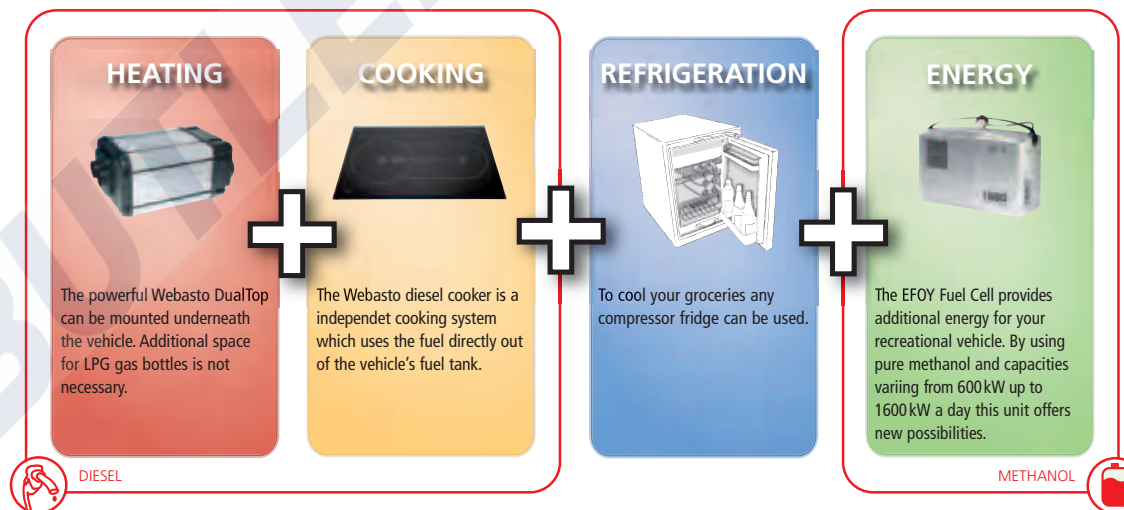 HEATING
The powerful Webasto DualTop
can be mounted underneath
the vehicle. Additional space
for LPG gas bottles is not
necessary.
COOKING
The Webasto diesel cooker is a
independet cooking system
which uses the fuel directly out
of the vehicle's fuel tank.
REFRIGERATION
To cool your groceries any
compressor fridge can be used.
ENERGY
The EFOY Fuel Cell provides
additional energy for your
recreational vehicle. By using
pure methanol and capacities
variing from 600 kW up to
1600 kW a day this unit offers
new possibilities.
DIESEL
METHANOL